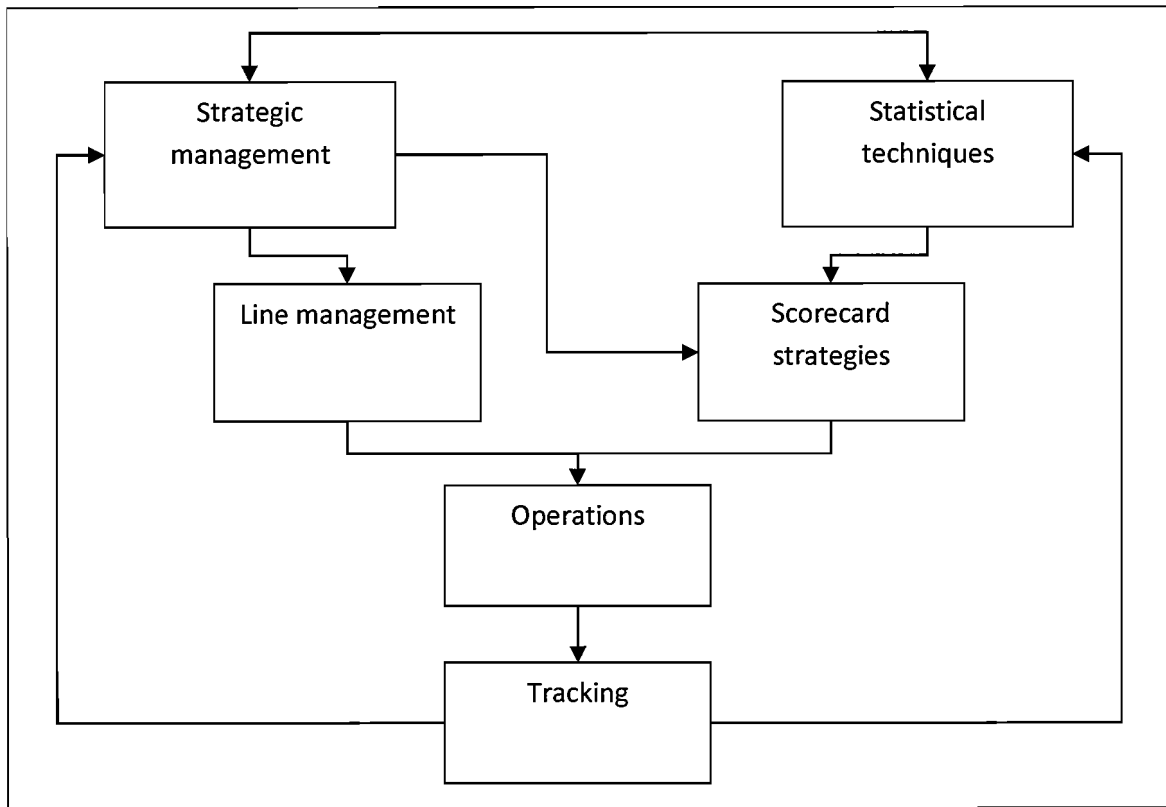 Strategic
management
Statistical
techniques
Line management
Scorecard
strategies
Operations
Tracking